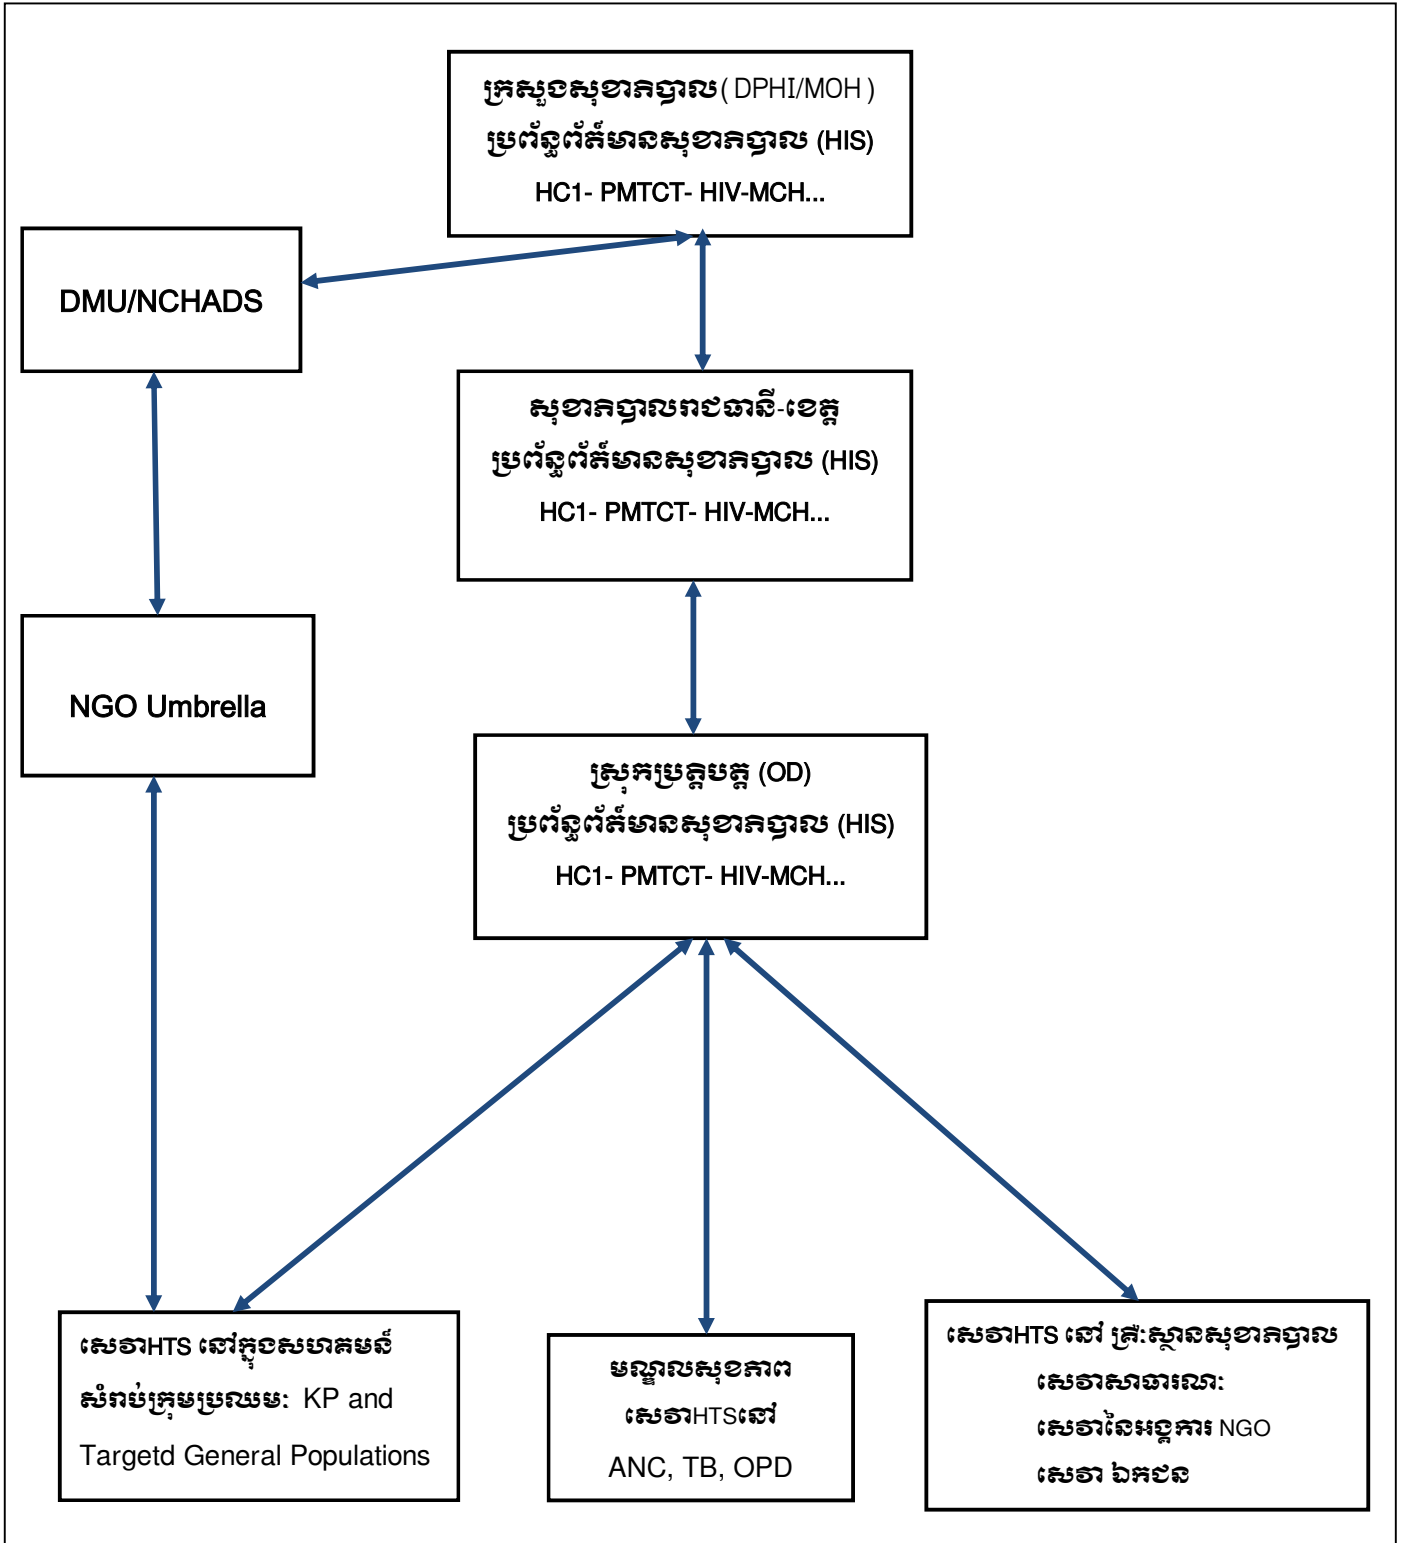 ក្រសួងសុខាភិបាល( DPHI/MOH )
ប្រព័ន្ធព័ត៌មានសុខាភិបាល (HIS)
HC1- PMTCT- HIV-MCH...
DMU/NCHADS
សុខាភិបាលរាជធានី-ខេត្ត
ប្រព័ន្ធព័ត៌មានសុខាភិបាល (HIS)
HC1- PMTCT- HIV-MCH...
NGO Umbrella
ស្រុកប្រត្តិបត្ត (OD)
ប្រព័ន្ធព័ត៌មានសុខាភិបាល (HIS)
HC1- PMTCT- HIV-MCH...
សេវាHTS នៅក្នុងសហគមន៍
សំរាប់ក្រុមប្រឈមៈ KP and
Targetd General Populations
មណ្ឌលសុខភាព
សេវាHTSនៅ
ANC, TB, OPD
សេវាHTS នៅ គ្រឹះស្ថានសុខាភិបាល
សេវាសាធារណៈ
សេវានៃអង្គការ NGO
សេវា ឯកជន